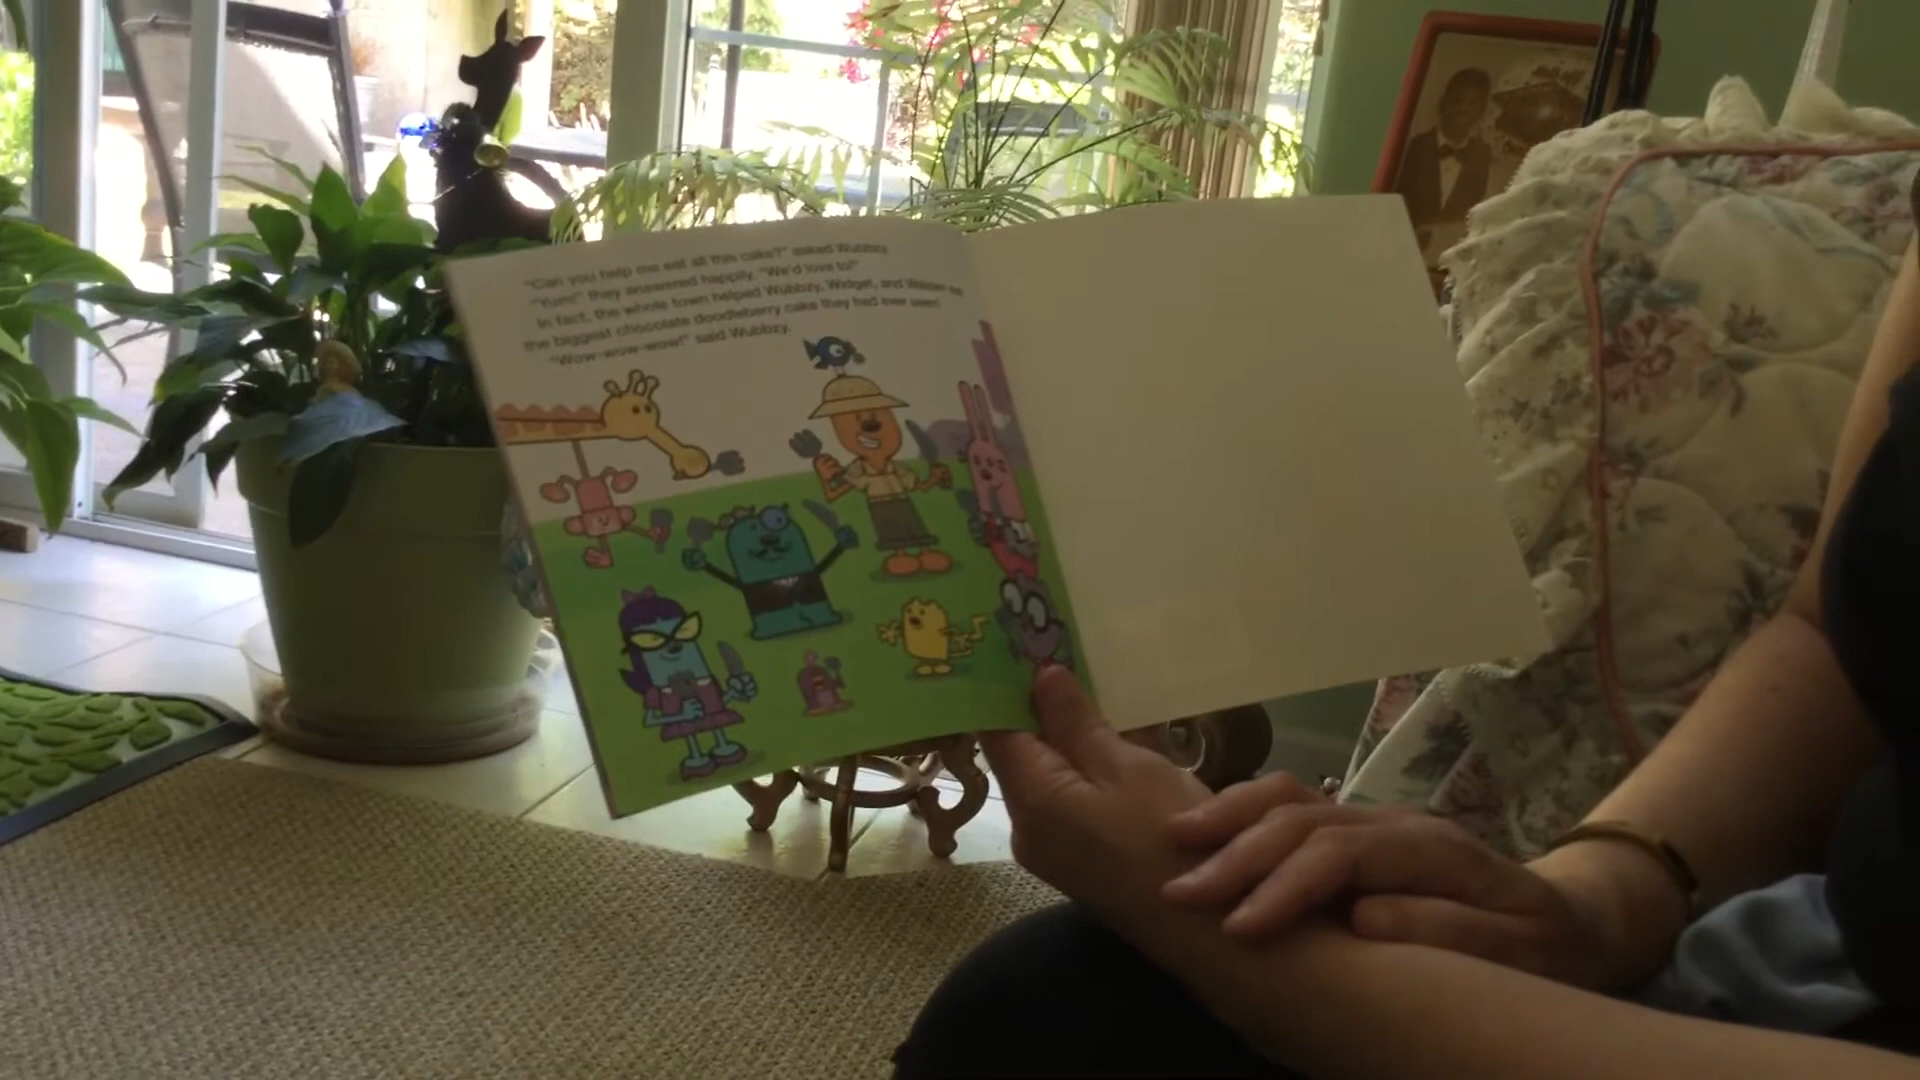 "Can you help me eat all this cake?" asked Wubbzy.
"Yum!" they answered happily. "We'd love to!"
In fact, the whole town helped Wubbzy, Widget, and Walden eat
the biggest chocolate doodleberry cake they had ever seen!
"Wow-wow-wow!" said Wubbzy.